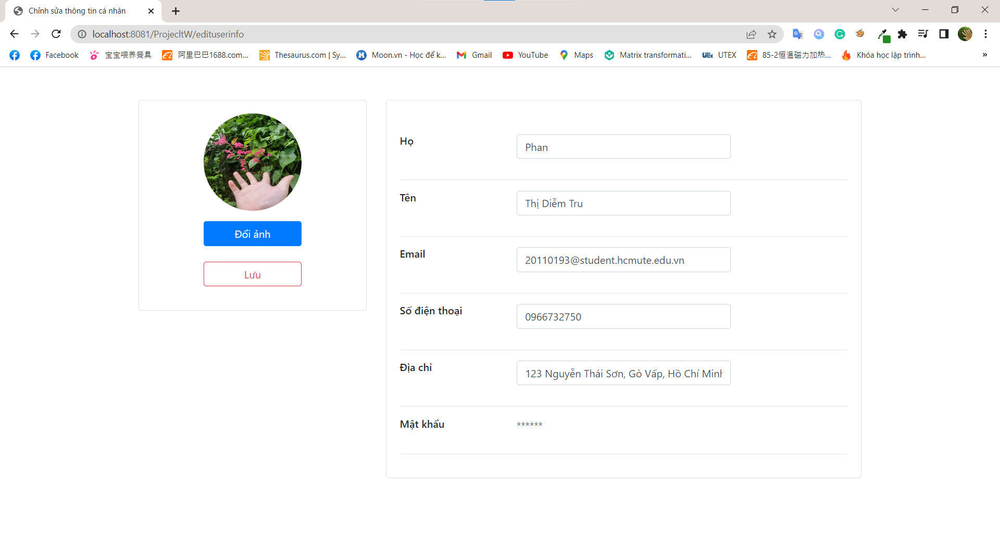 Chỉnh sửa thông tin cá nhân
localhost:8081/ProjecltW/edituserinfo
Facebook 宝宝喂养餐具 阿里巴巴1688.com... Thesaurus.com | Sy... Moon.vn - Học để k... Gmail YouTube Maps Matrix transformati... UEx UTEX 85-2恒温磁力加热... Khóa học lập trình... »
Họ
Phan
Tên
Thị Diễm Tru
Email
20110193@student.hcmute.edu.vn
Số điện thoại
0966732750
Địa chỉ
123 Nguyễn Thái Sơn, Gò Vấp, Hồ Chí Minh
Mật khẩu
******
Đổi ảnh
Lưu